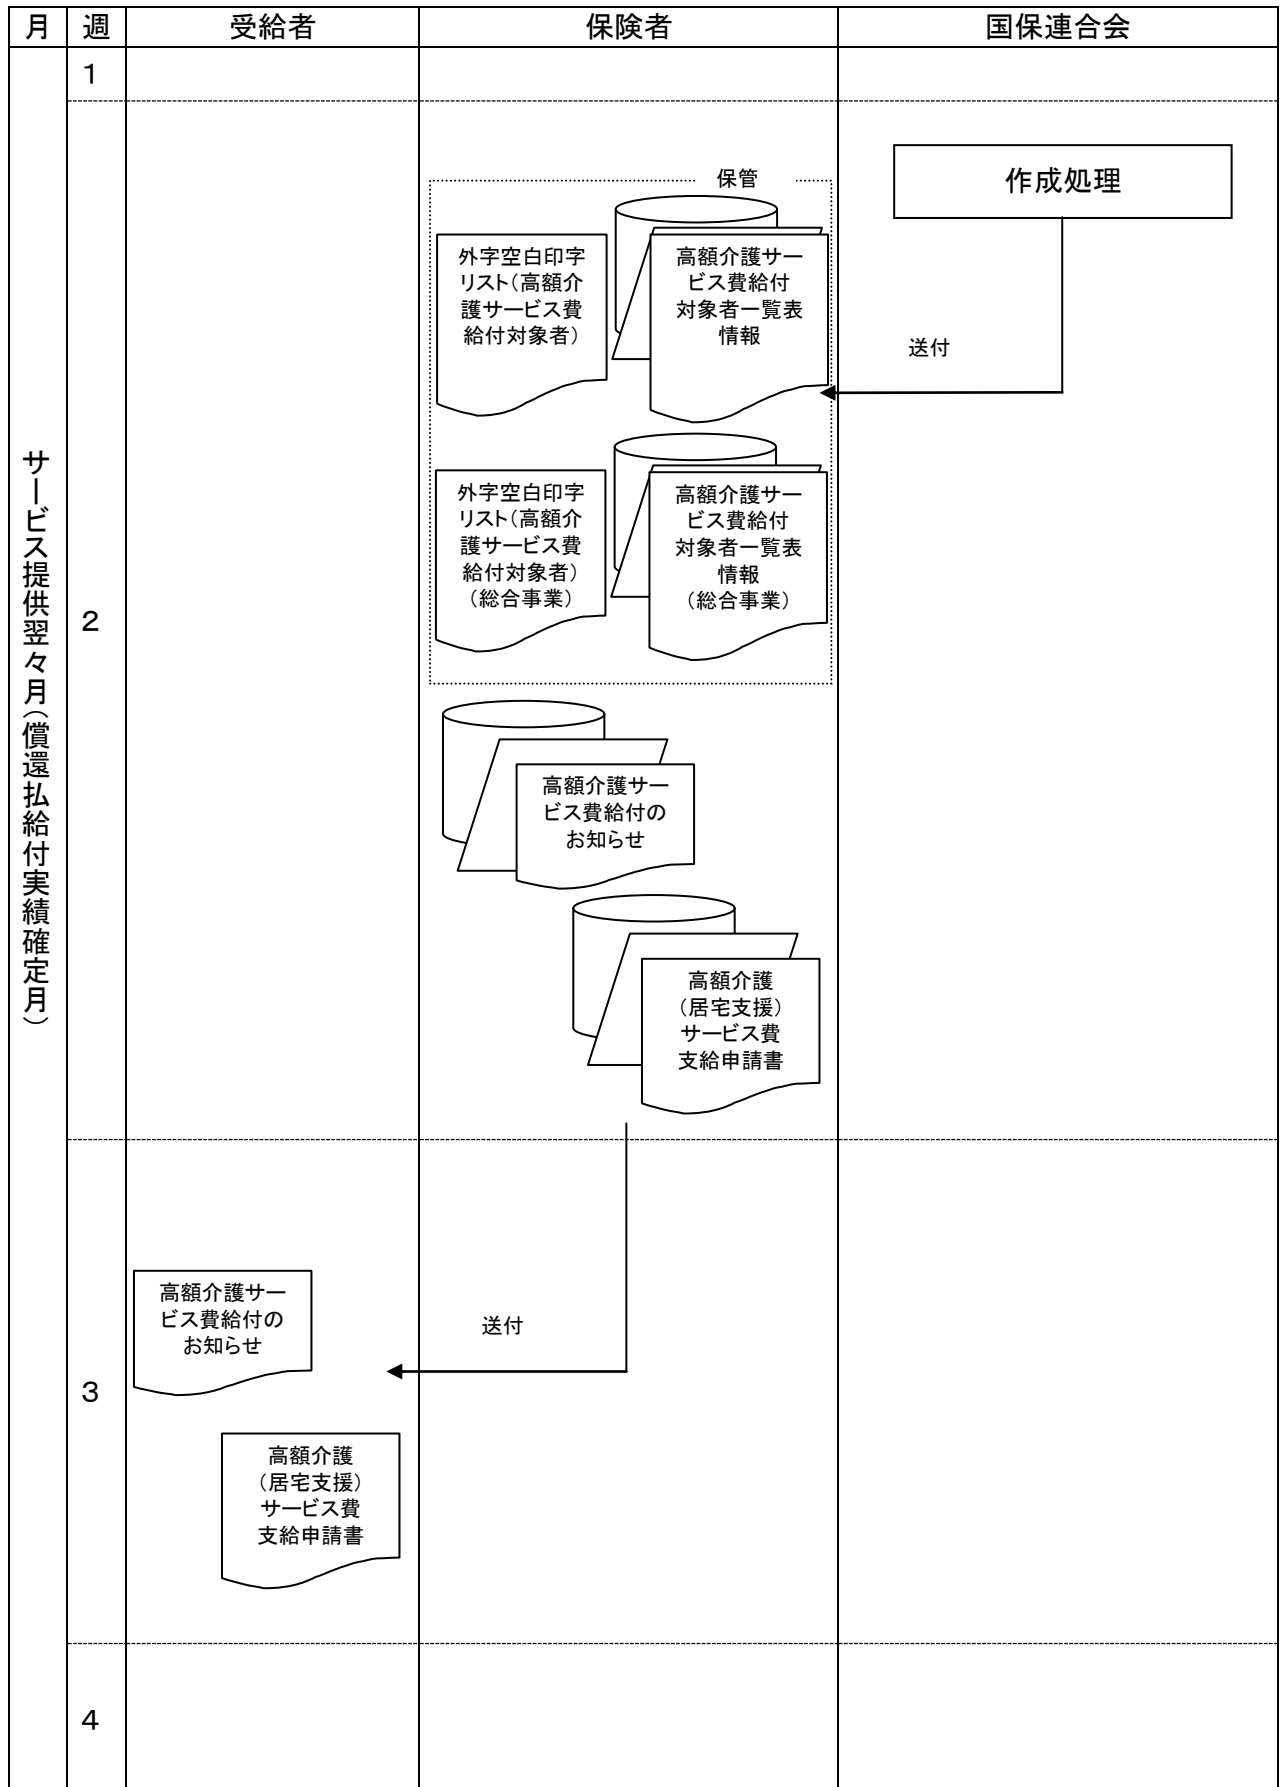 月 週 受給者 保険者 国保連合会
サービス提供翌々月（償還払給付実績確定月）
１
２
作成処理
保管
外字空白印字
リスト（高額介
護サービス費
給付対象者）
高額介護サー
ビス費給付
対象者一覧表
情報
送付
外字空白印字
リスト（高額介
護サービス費
給付対象者）
（総合事業）
高額介護サー
ビス費給付
対象者一覧表
情報
（総合事業）
高額介護サー
ビス費給付の
お知らせ
高額介護
（居宅支援）
サービス費
支給申請書
３
高額介護サー
ビス費給付の
お知らせ
送付
高額介護
（居宅支援）
サービス費
支給申請書
４